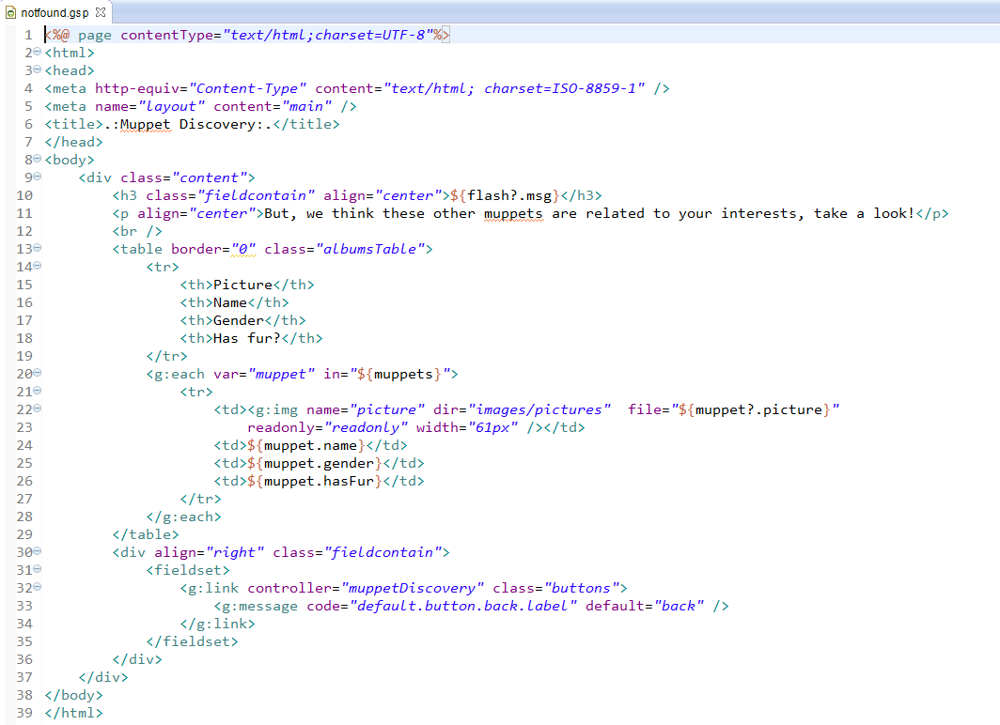 notfound.gsp
1 <%@ page contentType="text/html;charset=UTF-8"%>
2 <html>
3 <head>
4 <meta http-equiv="Content-Type" content="text/html; charset=ISO-8859-1" />
5 <meta name="layout" content="main" />
6 <title>.:Muppet Discovery:.</title>
7 </head>
8 <body>
9     <div class="content">
10         <h3 class="fieldcontain" align="center">${flash?.msg}</h3>
11         <p align="center">But, we think these other muppets are related to your interests, take a look!</p>
12         <br />
13         <table border="0" class="albumsTable">
14             <tr>
15                 <th>Picture</th>
16                 <th>Name</th>
17                 <th>Gender</th>
18                 <th>Has fur?</th>
19             </tr>
20             <g:each var="muppet" in="${muppets}">
21                 <tr>
22                     <td><g:img name="picture" dir="images/pictures"  file="${muppet?.picture}"
23                         readonly="readonly" width="61px" /></td>
24                     <td>${muppet.name}</td>
25                     <td>${muppet.gender}</td>
26                     <td>${muppet.hasFur}</td>
27                 </tr>
28             </g:each>
29         </table>
30         <div align="right" class="fieldcontain">
31             <fieldset>
32                 <g:link controller="muppetDiscovery" class="buttons">
33                     <g:message code="default.button.back.label" default="back" />
34                 </g:link>
35             </fieldset>
36         </div>
37     </div>
38 </body>
39 </html>